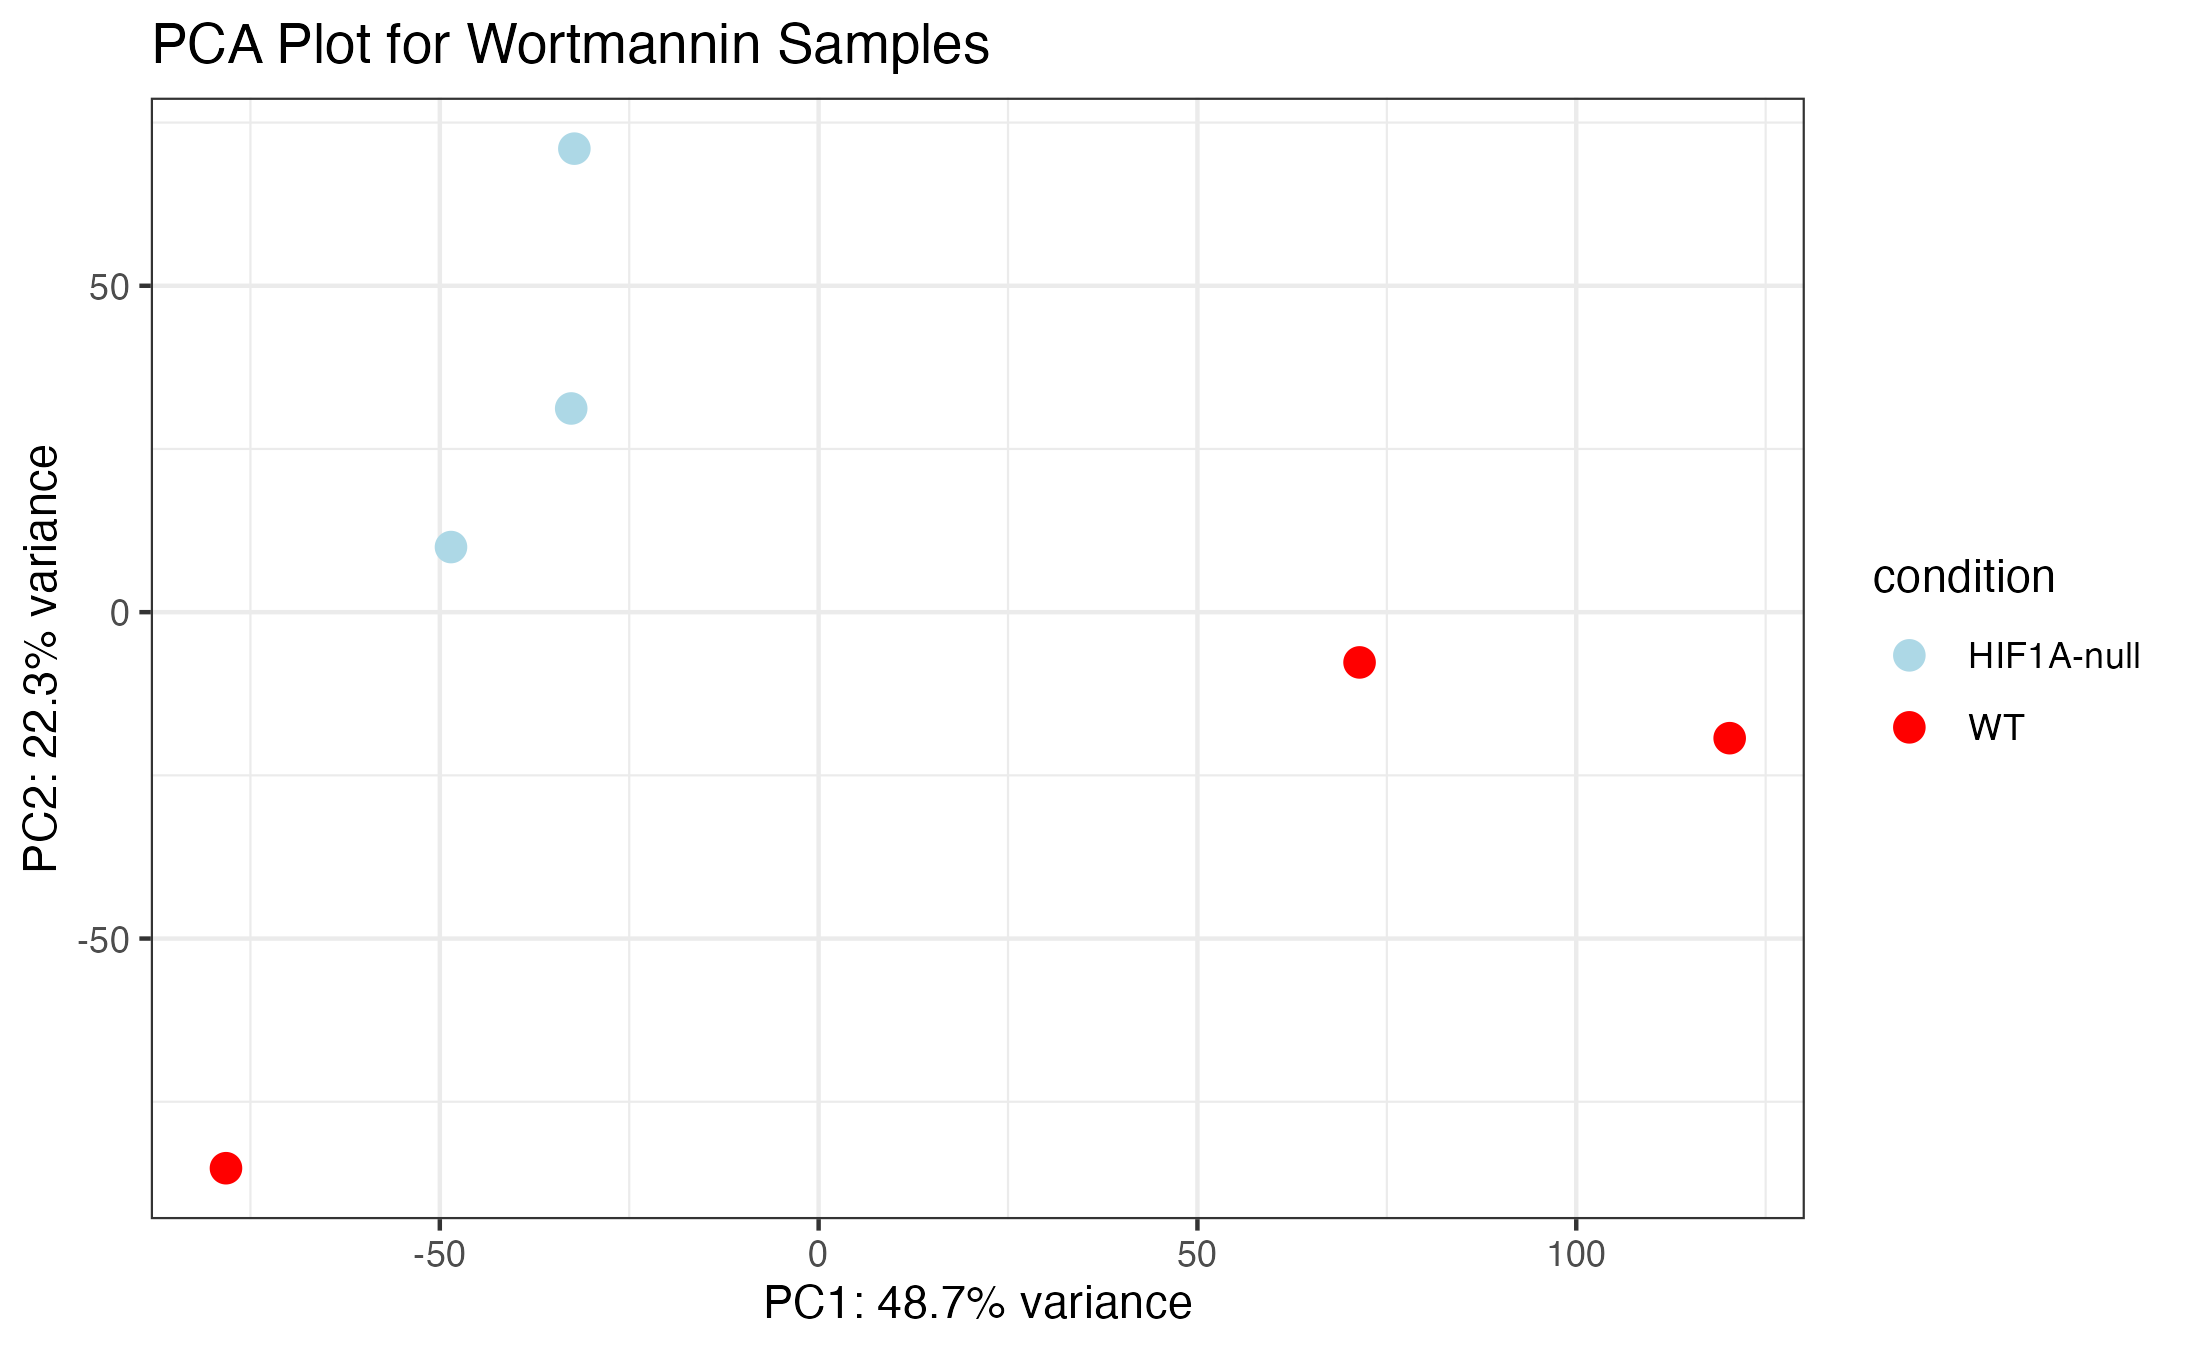 PCA Plot for Wortmannin Samples
PC2: 22.3% variance
50
0
-50
-50
0
50
100
PC1: 48.7% variance
condition
HIF1A-null
WT